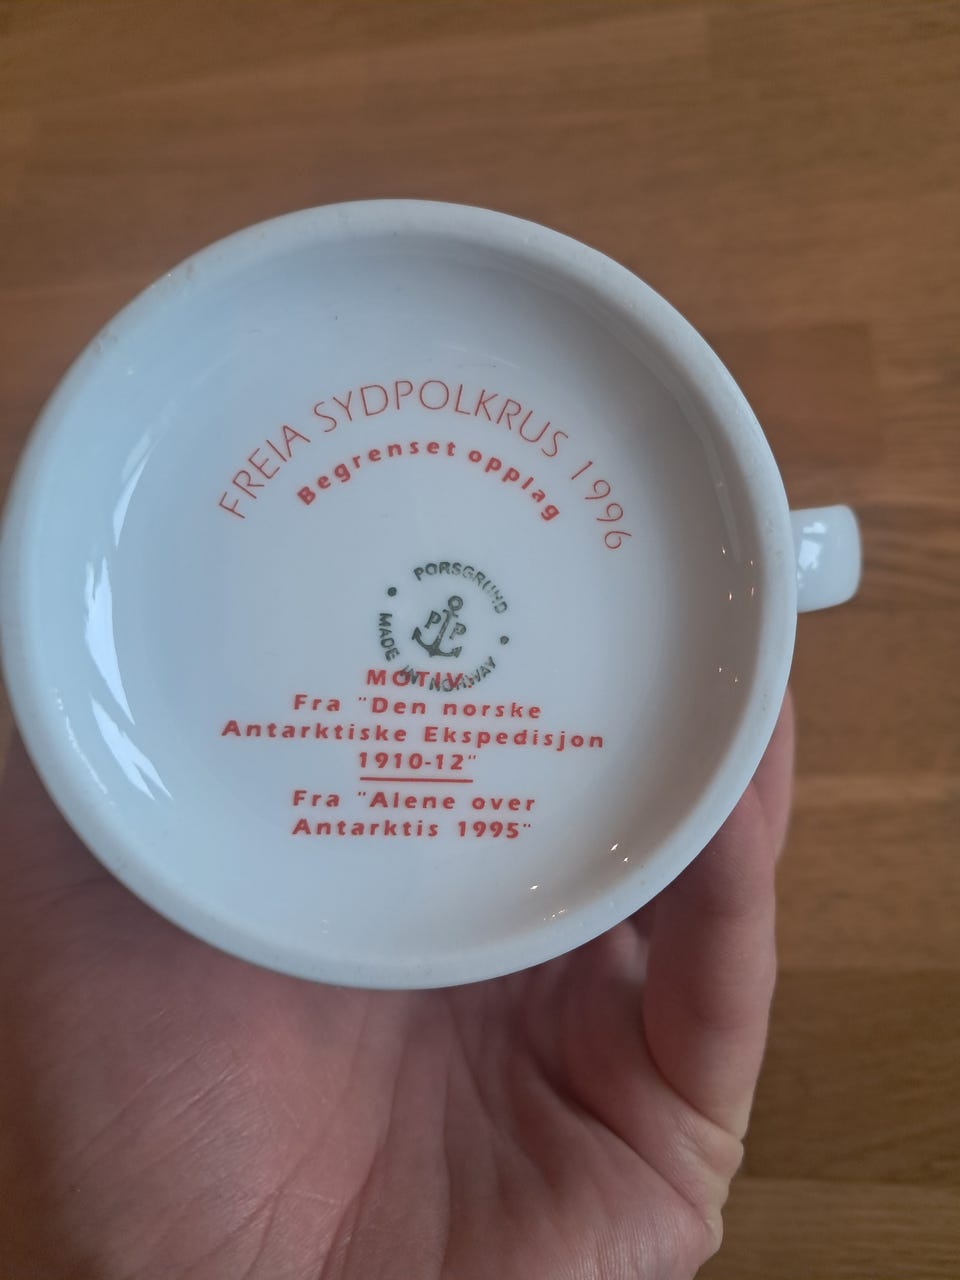 FREIA SYDPOLKRUS 1996
Begrenset opplag
PORSGRUND
PP
MADE IN NORWAY
MOTIV:
Fra "Den norske
Antarktiske Ekspedisjon
1910-12"
Fra "Alene over
Antarktis 1995"